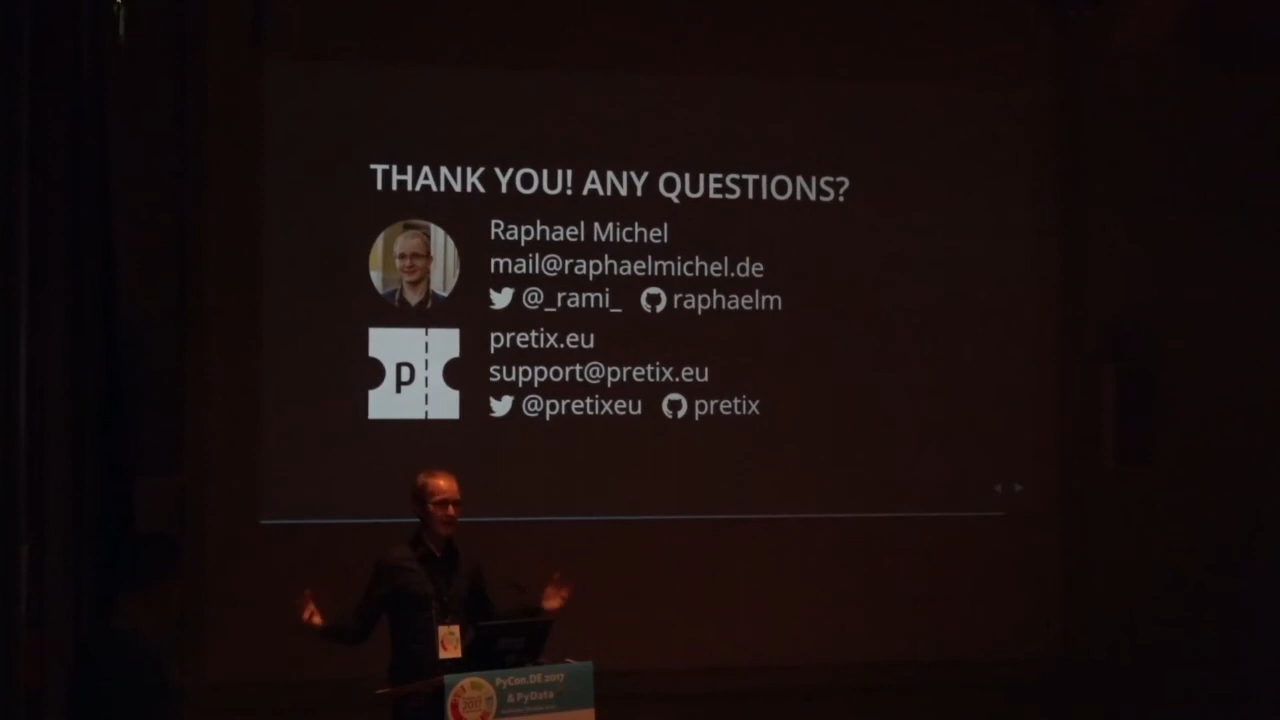 THANK YOU! ANY QUESTIONS?
Raphael Michel
mail@raphaelmichel.de
@_rami_ raphaelm
pretix.eu
support@pretix.eu
@pretixeu pretix
p
PyCon.DE 2017
& PyData
2017